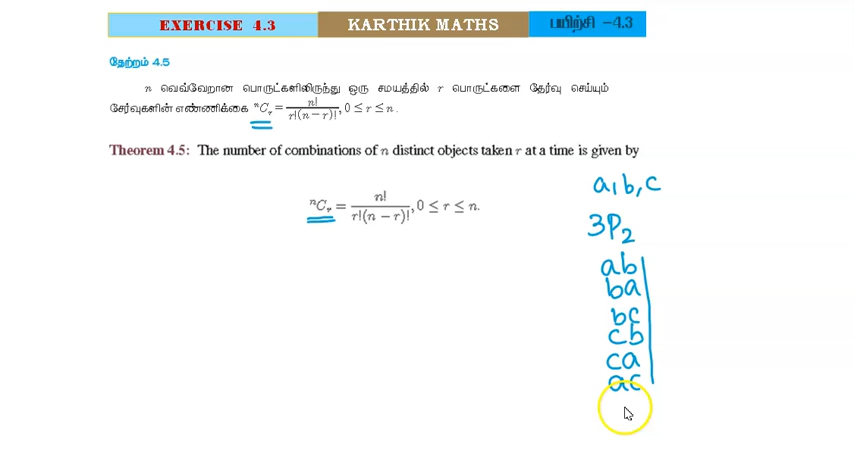 EXERCISE 4.3 KARTHIK MATHS பயிற்சி -4.3
தேற்றம் 4.5
n வெவ்வேறான பொருட்களிலிருந்து ஒரு சமயத்தில் r பொருட்களை தேர்வு செய்யும்
சேர்வுகளின் எண்ணிக்கை ⁿCᵣ = n! / r!(n − r)!, 0 ≤ r ≤ n.
Theorem 4.5: The number of combinations of n distinct objects taken r at a time is given by
ⁿCᵣ = n! / r!(n − r)!, 0 ≤ r ≤ n.
a, b, c
3P₂
ab
ba
bc
cb
ca
ac